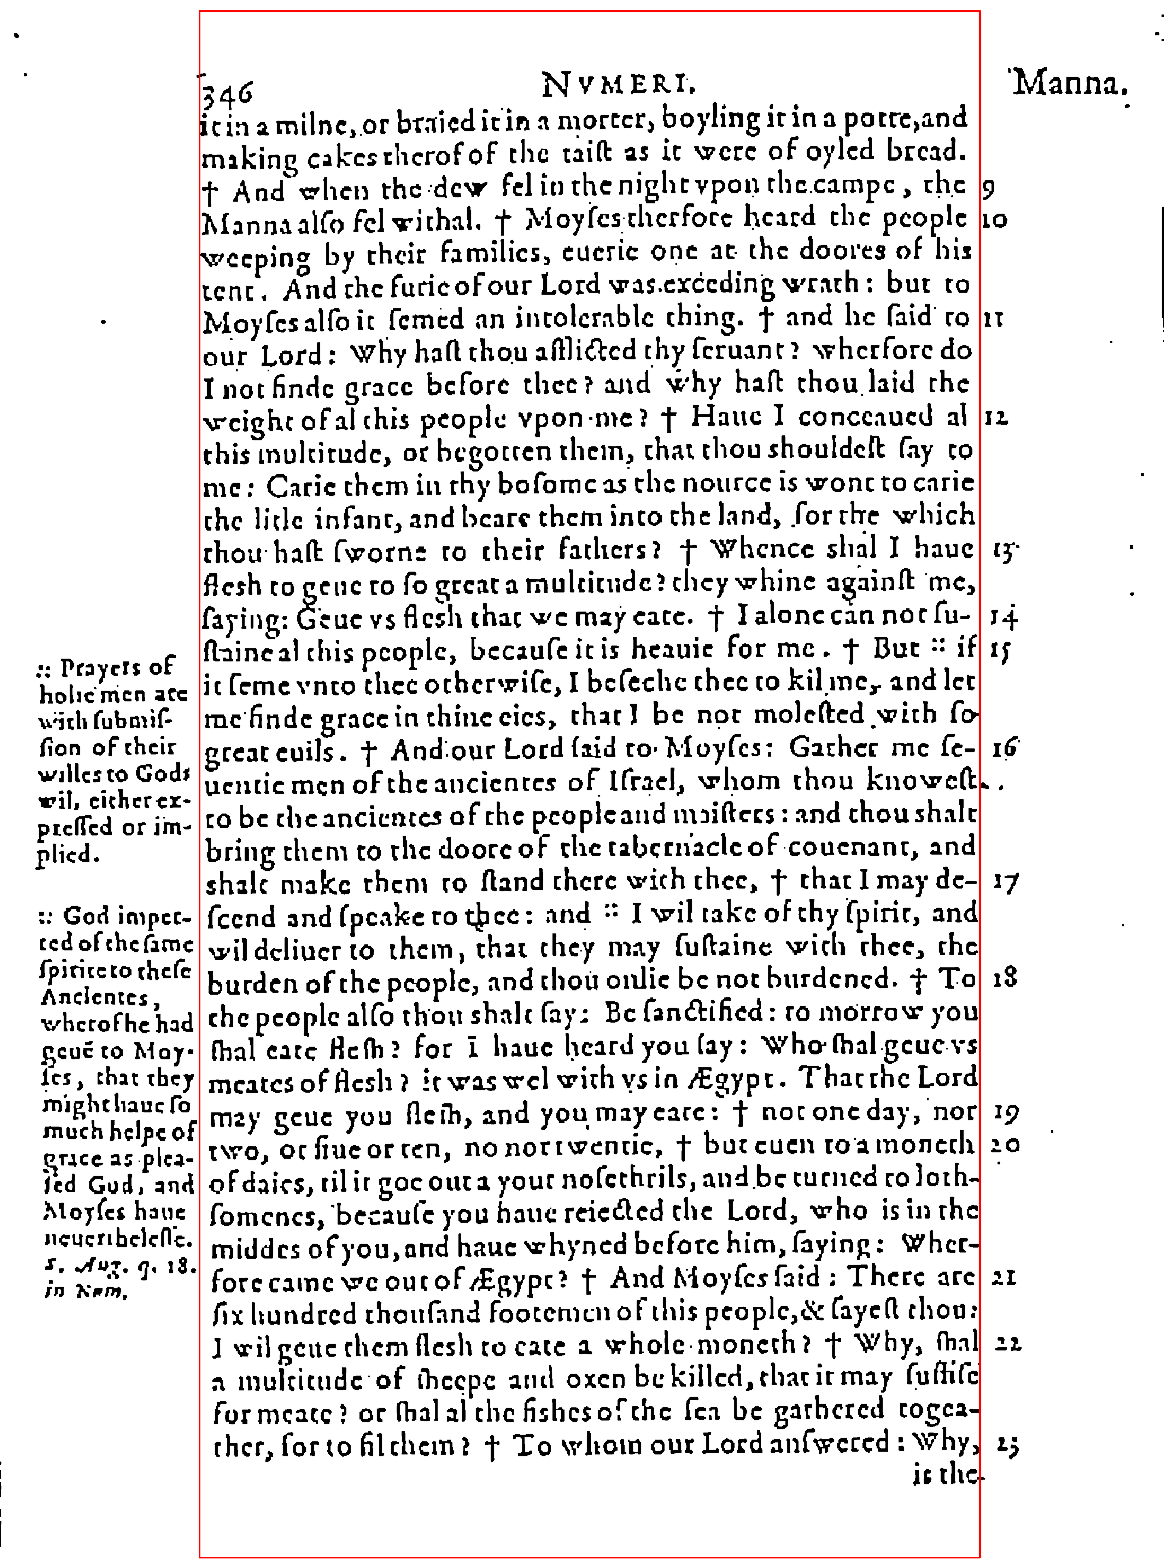 346 NVMERI. Manna.
it in a milne, or braied it in a morter, boyling it in a potte, and
making cakes therof of the taiſt as it were of oyled bread.
† And when the dew fel in the night vpon the campe, the 9
Manna alſo fel withal. † Moyſes therfore heard the people 10
weeping by their families, euerie one at the doores of his
tent. And the furie of our Lord was exceding wrath: but to
Moyſes alſo it ſemed an intolerable thing. † and he ſaid to 11
our Lord: Why haſt thou afflicted thy ſeruant? wherfore do
I not finde grace before thee? and why haſt thou laid the
weight of al this people vpon me? † Haue I conceaued al 12
this multitude, or begotten them, that thou shouldeſt ſay to
me: Carie them in thy boſome as the nource is wont to carie
the litle infant, and beare them into the land, for the which
thou haſt ſworne to their fathers? † Whence shal I haue 13
flesh to geue to ſo great a multitude? they whine againſt me,
ſaying: Geue vs flesh that we may eate. † I alone can not ſu- 14
ſtaine al this people, becauſe it is heauie for me. † But :: if 15
it ſeme vnto thee otherwiſe, I beſeche thee to kil me, and let
me finde grace in thine eies, that I be not moleſted with ſo
great euils. † And our Lord ſaid to Moyſes: Gather me ſe- 16
uentie men of the ancientes of Iſrael, whom thou knoweſt
to be the ancientes of the people and maiſters: and thou shalt
bring them to the doore of the tabernacle of couenant, and
shalt make them to ſtand there with thee, † that I may de- 17
ſcend and ſpeake to thee: and :: I wil take of thy ſpirit, and
wil deliuer to them, that they may ſuſtaine with thee, the
burden of the people, and thou onlie be not burdened. † To 18
the people alſo thou shalt ſay: Be ſanctified: to morrow you
ſhal eate fleſh? for I haue heard you ſay: Who ſhal geue vs
meates of flesh? it was wel with vs in Ægypt. That the Lord
may geue you fleſh, and you may eate: † not one day, nor 19
two, or fiue or ten, no nor twentie, † but euen to a moneth 20
of daies, til it goe out a your noſethrils, and be turned to loth-
ſomenes, becauſe you haue reiected the Lord, who is in the
middes of you, and haue whyned before him, ſaying: Wher-
fore came we out of Ægypt? † And Moyſes ſaid: There are 21
ſix hundred thouſand footemen of this people, & ſayeſt thou:
I wil geue them flesh to eate a whole moneth? † Why, ſhal 22
a multitude of ſheepe and oxen be killed, that it may ſuffiſe
for meate? or ſhal al the fishes of the ſea be gathered togea-
ther, for to fil them? † To whom our Lord anſwered: Why, 23
is the
:: Prayers of
holie men are
with ſubmiſ-
ſion of their
willes to Gods
wil, either ex-
preſſed or im-
plied.
:: God imper-
ted of the ſame
ſpirite to theſe
Ancientes,
wherof he had
geuē to Moy-
ſes, that they
might haue ſo
much helpe of
grace as plea-
ſed God, and
Moyſes haue
neuertheleſſe.
S. Aug. q. 18.
in Num.